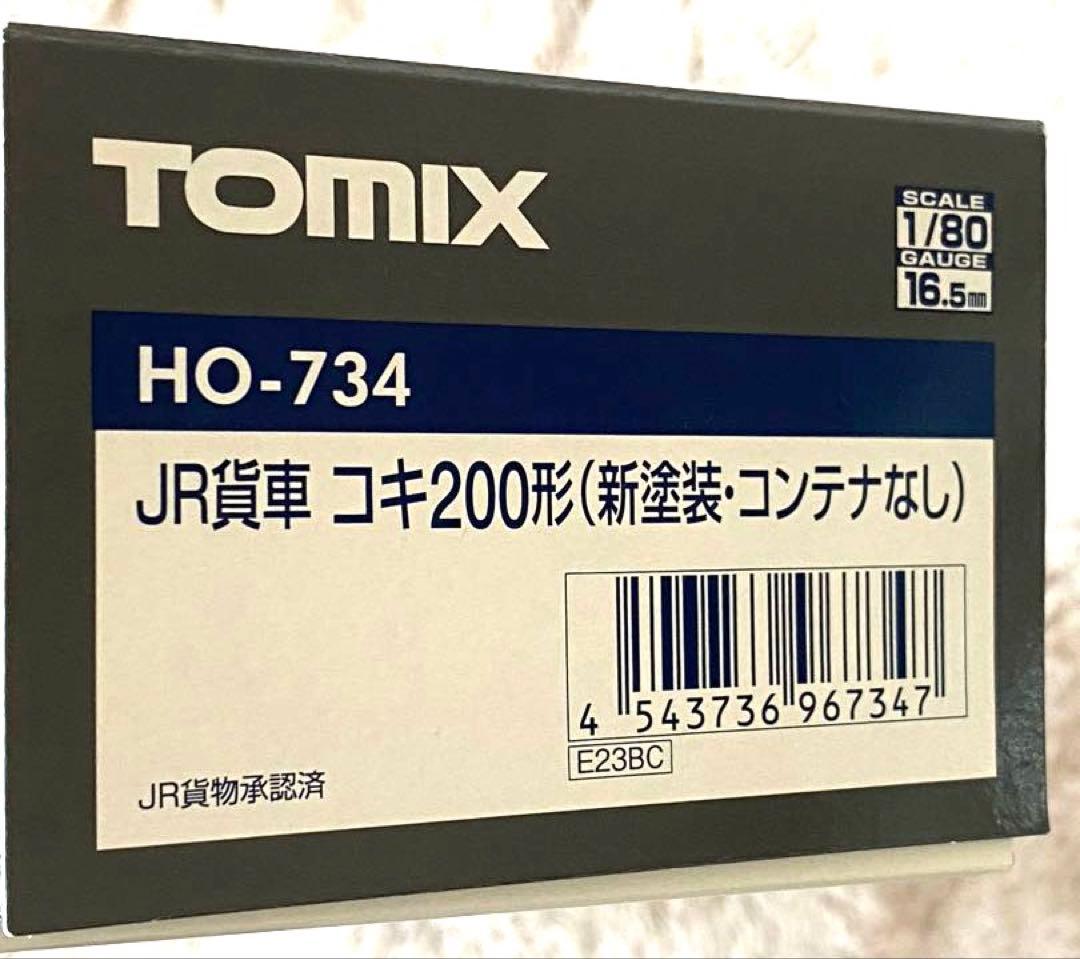 TOMIX
SCALE
1/80
GAUGE
16.5mm
HO-734
JR貨車 コキ200形(新塗装・コンテナなし)
4 543736 967347
E23BC
JR貨物承認済